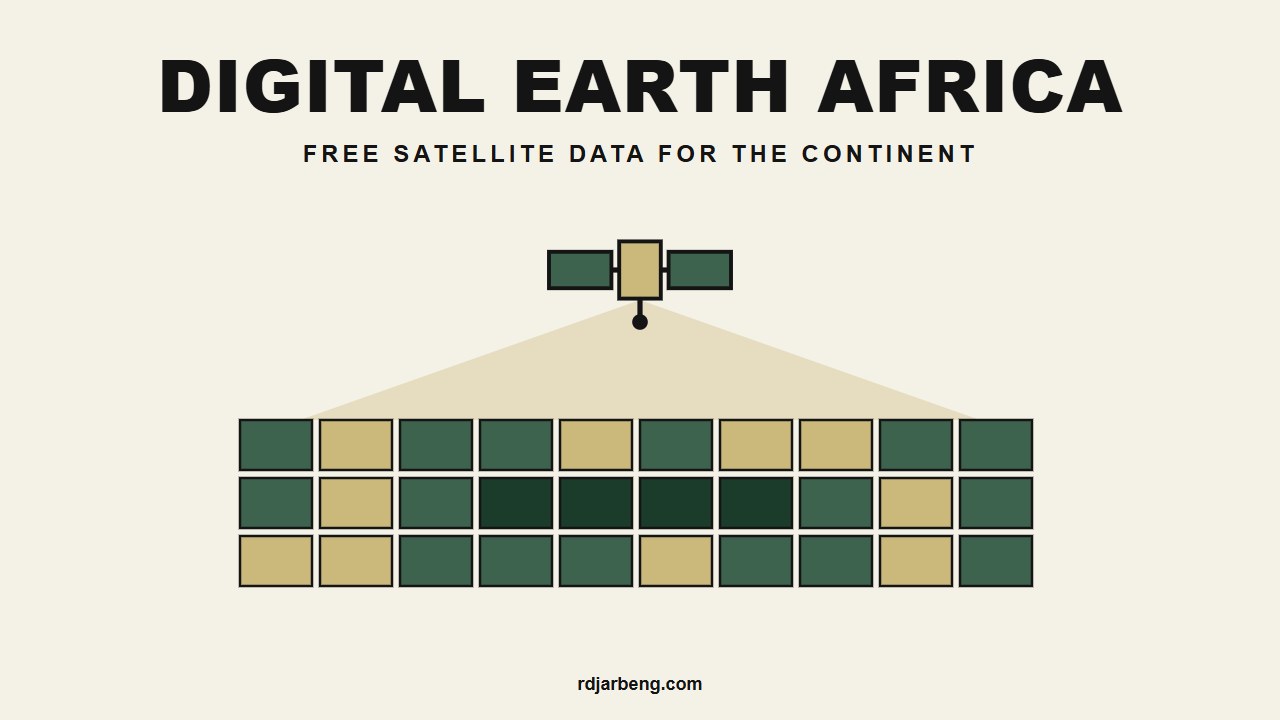 DIGITAL EARTH AFRICA
FREE SATELLITE DATA FOR THE CONTINENT
rdjarbeng.com